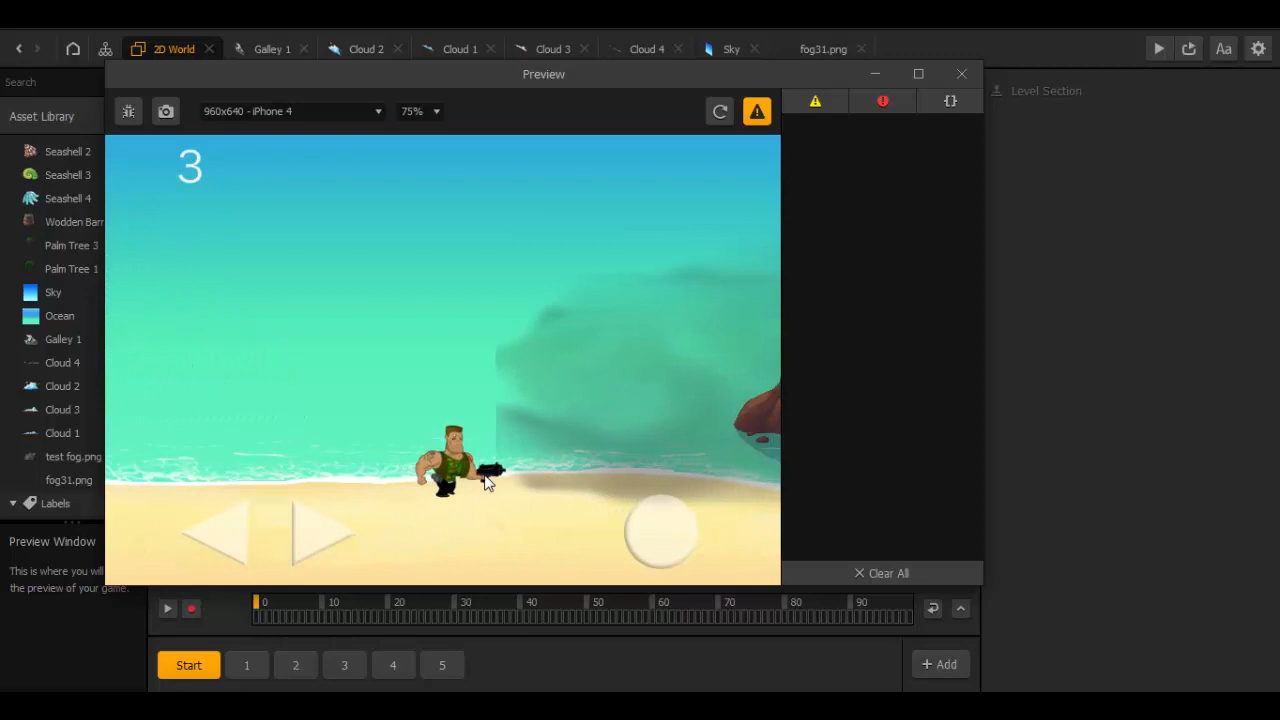 2D World
Galley 1
Cloud 2
Cloud 1
Cloud 3
Cloud 4
Sky
fog31.png
Aa
Search
Preview
Level Section
Asset Library
960x640 - iPhone 4
75%
{}
3
Seashell 2
Seashell 3
Seashell 4
Wodden Barr
Palm Tree 3
Palm Tree 1
Sky
Ocean
Galley 1
Cloud 4
Cloud 2
Cloud 3
Cloud 1
test fog.png
fog31.png
Labels
Preview Window
This is where you will
the preview of your game.
Clear All
0 10 20 30 40 50 60 70 80 90
Start 1 2 3 4 5
+ Add